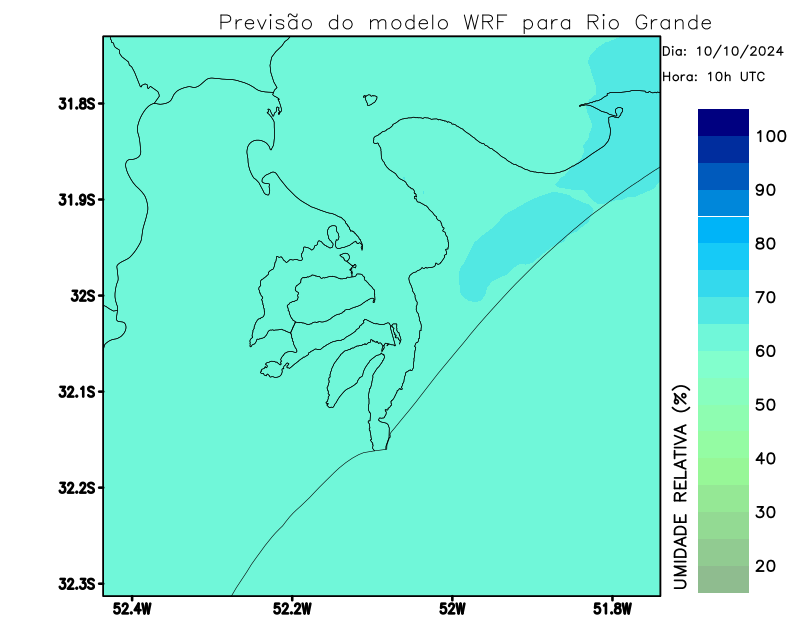 Previsão do modelo WRF para Rio Grande
Dia: 10/10/2024
Hora: 10h UTC
31.8S
31.9S
32S
32.1S
32.2S
32.3S
52.4W
52.2W
52W
51.8W
100
90
80
70
60
50
40
30
20
UMIDADE RELATIVA (%)